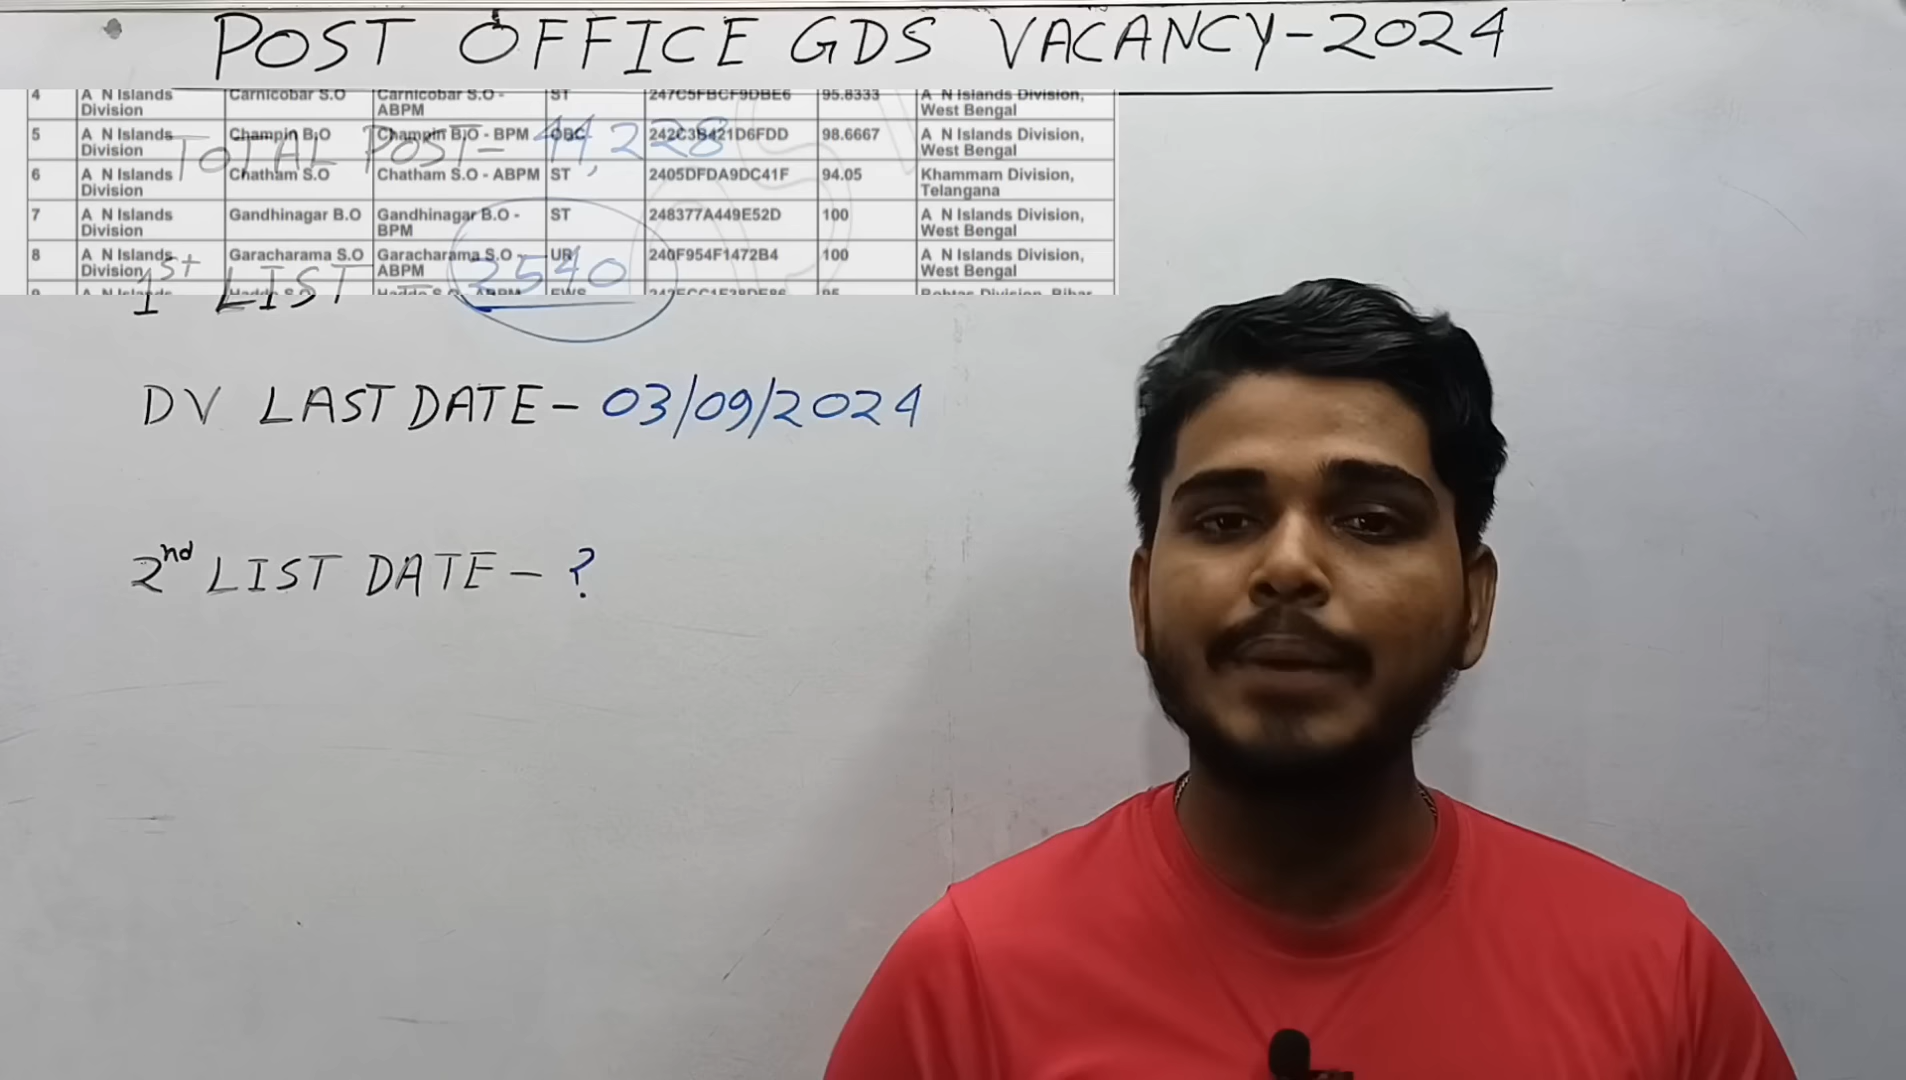 POST OFFICE GDS VACANCY-2024
4 A N Islands Division Carnicobar S.O Carnicobar S.O - ABPM ST 247C5FBCF9DBE6 95.8333 A N Islands Division, West Bengal
5 A N Islands Division Champin B.O Champin B.O - BPM OBC 242C3B421D6FDD 98.6667 A N Islands Division, West Bengal
TOTAL POST- 44,228
6 A N Islands Division Chatham S.O Chatham S.O - ABPM ST 2405DFDA9DC41F 94.05 Khammam Division, Telangana
7 A N Islands Division Gandhinagar B.O Gandhinagar B.O - BPM ST 248377A449E52D 100 A N Islands Division, West Bengal
8 A N Islands Division Garacharama S.O Garacharama S.O - ABPM UR 240F954F1472B4 100 A N Islands Division, West Bengal
1st LIST - 2540
DV LAST DATE- 03/09/2024
2nd LIST DATE- ?